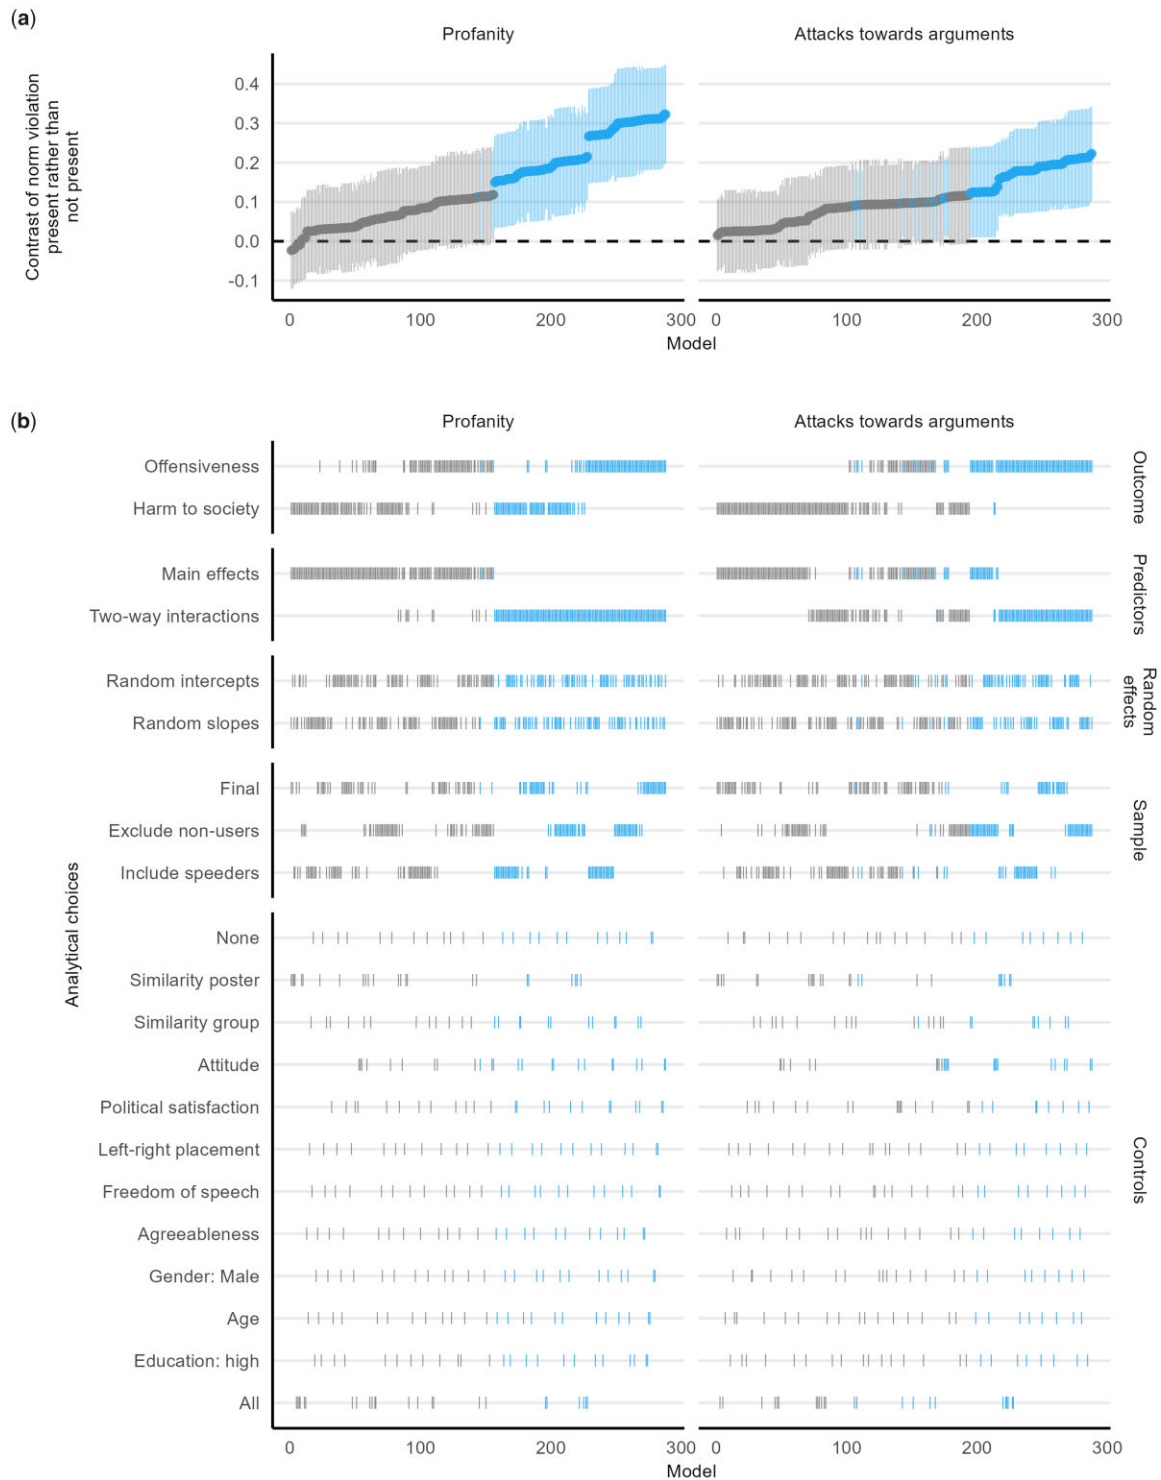 (a)
Profanity
Attacks towards arguments
Contrast of norm violation
present rather than
not present
0.4
0.3
0.2
0.1
0.0
-0.1
0
100
200
300
0
100
200
300
Model
(b)
Profanity
Attacks towards arguments
Analytical choices
Offensiveness
Harm to society
Outcome
Main effects
Two-way interactions
Predictors
Random intercepts
Random slopes
Random
effects
Final
Exclude non-users
Include speeders
Sample
None
Similarity poster
Similarity group
Attitude
Political satisfaction
Left-right placement
Freedom of speech
Agreeableness
Gender: Male
Age
Education: high
All
Controls
0
100
200
300
0
100
200
300
Model